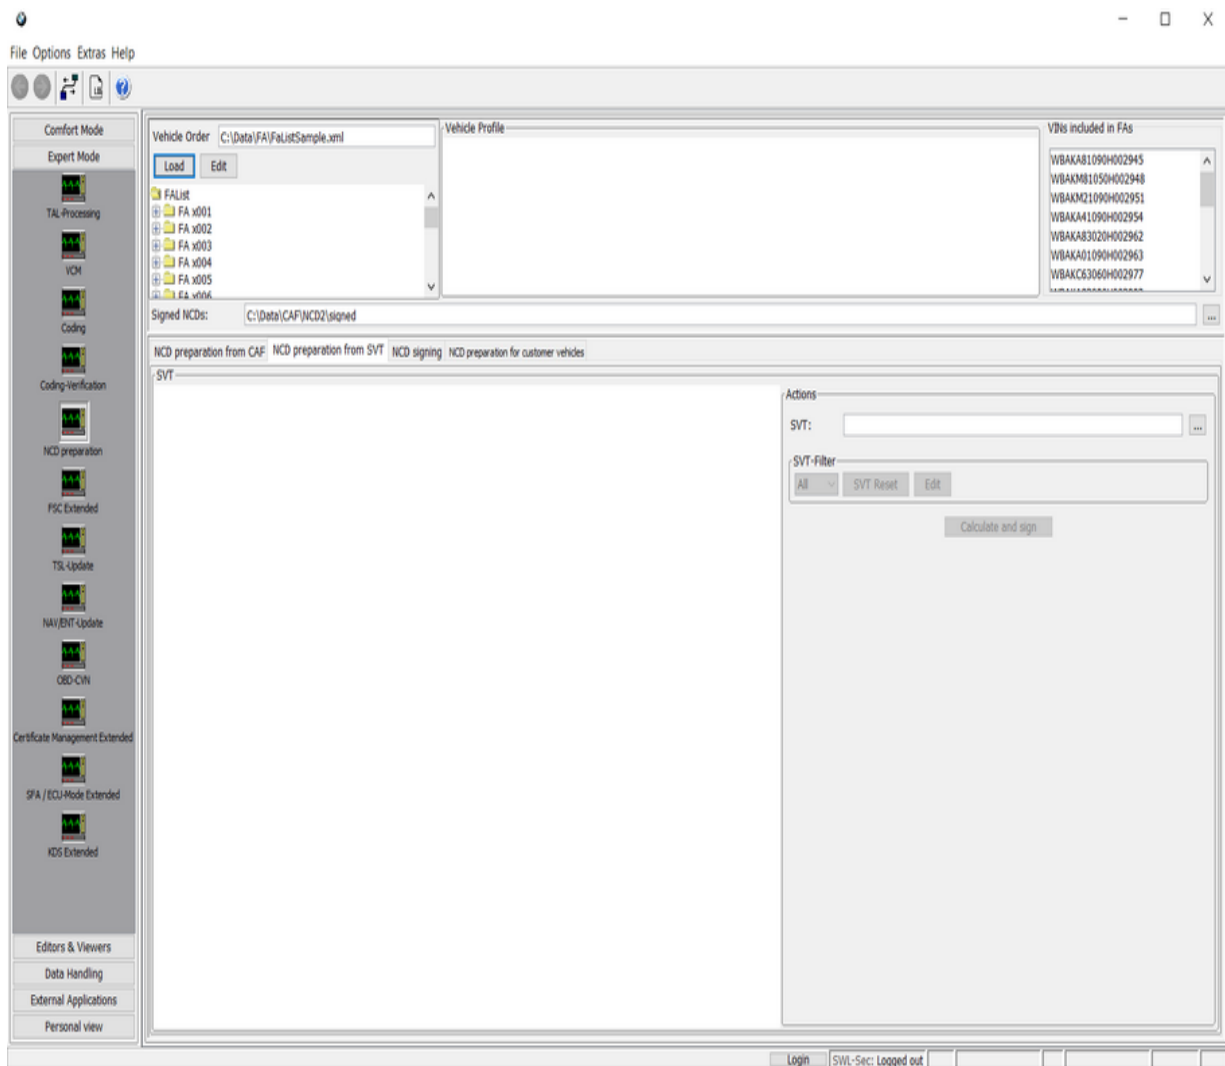 File Options Extras Help
Comfort Mode
Expert Mode
TAL-Processing
VCM
Coding
Coding-Verification
NCD preparation
FSC Extended
TSL-Update
NAV/ENT-Update
OBD-CVN
Certificate Management Extended
SFA / ECU-Mode Extended
KDS Extended
Editors & Viewers
Data Handling
External Applications
Personal view
Vehicle Order C:\Data\FA\FaListSample.xml
Load Edit
FAList
FA x001
FA x002
FA x003
FA x004
FA x005
FA x006
Vehicle Profile
VINs included in FAs
WBAKA81090H002945
WBAKM81050H002948
WBAKM21090H002951
WBAKA41090H002954
WBAKA83020H002962
WBAKA01090H002963
WBAKC63060H002977
Signed NCDs: C:\Data\CAF\NCD2\signed ...
NCD preparation from CAF NCD preparation from SVT NCD signing NCD preparation for customer vehicles
SVT
Actions
SVT: ...
SVT-Filter
All SVT Reset Edit
Calculate and sign
Login SWL-Sec: Logged out